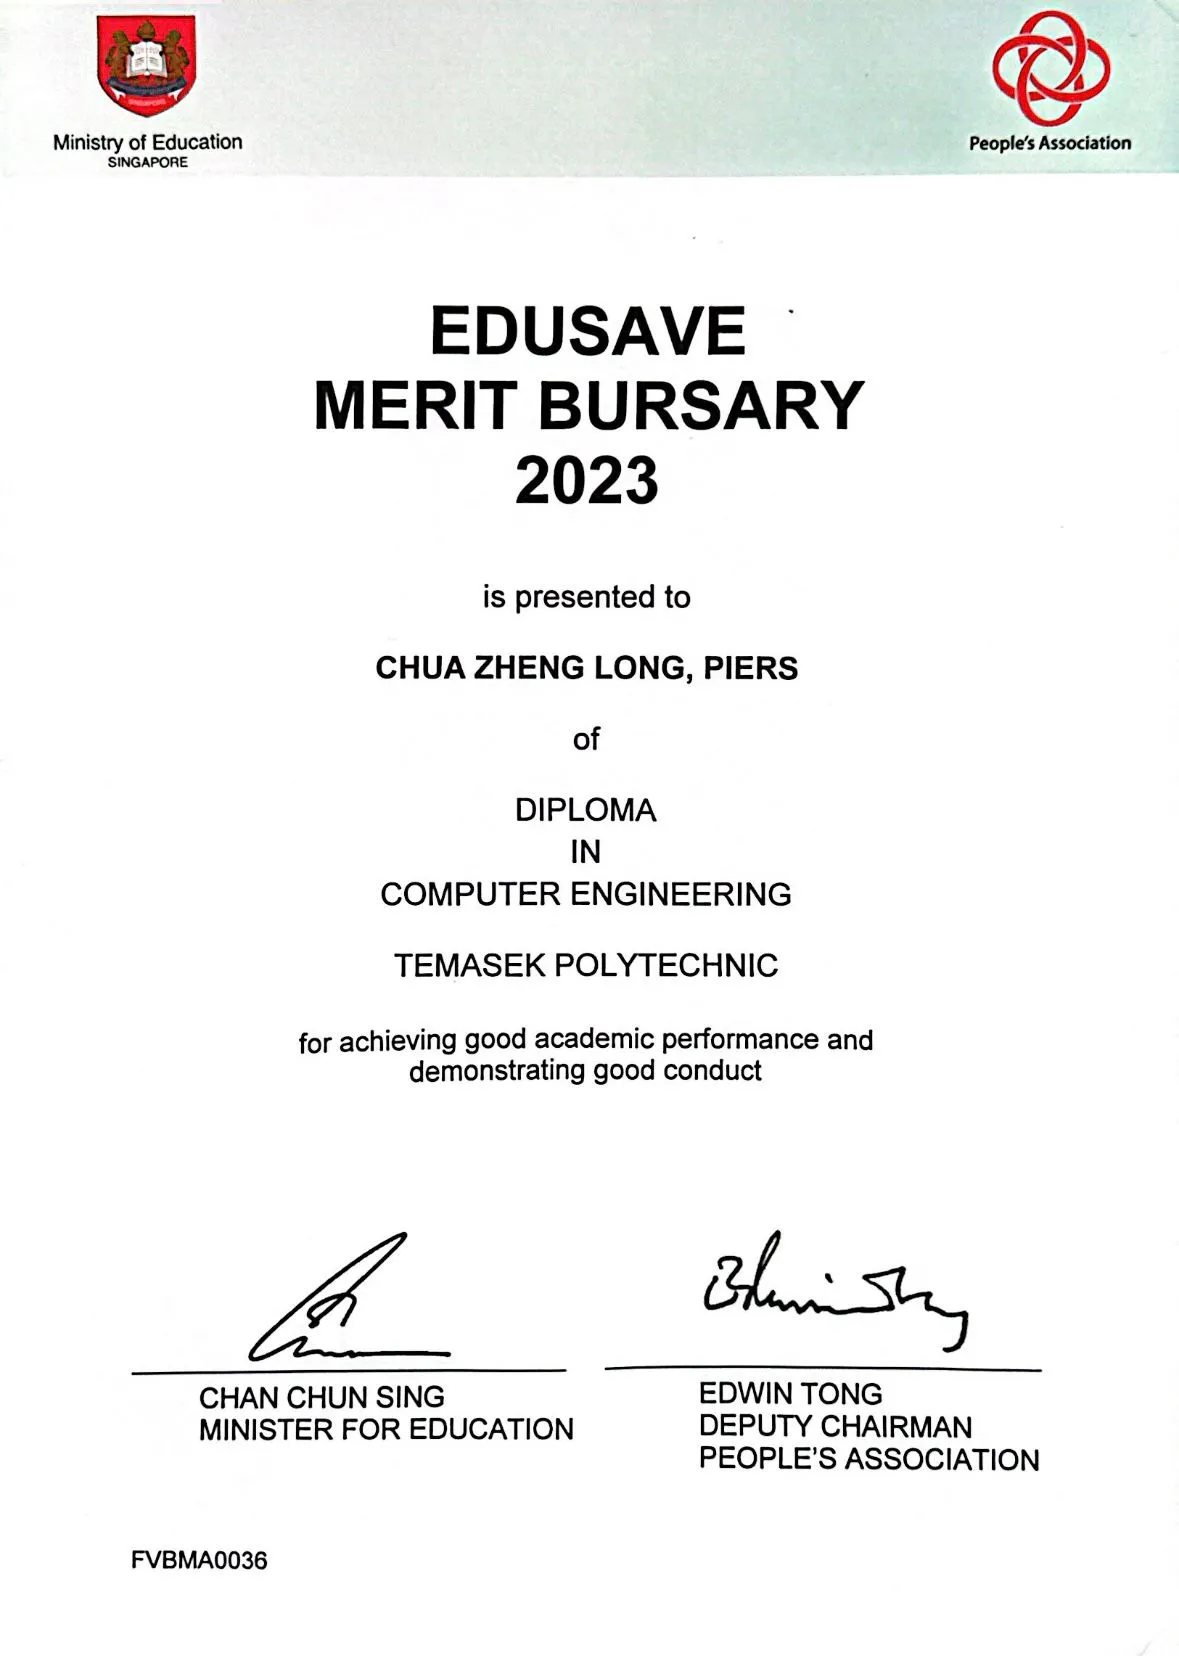 Ministry of Education
SINGAPORE
People's Association
EDUSAVE
MERIT BURSARY
2023
is presented to
CHUA ZHENG LONG, PIERS
of
DIPLOMA
IN
COMPUTER ENGINEERING
TEMASEK POLYTECHNIC
for achieving good academic performance and
demonstrating good conduct
CHAN CHUN SING
MINISTER FOR EDUCATION
EDWIN TONG
DEPUTY CHAIRMAN
PEOPLE'S ASSOCIATION
FVBMA0036